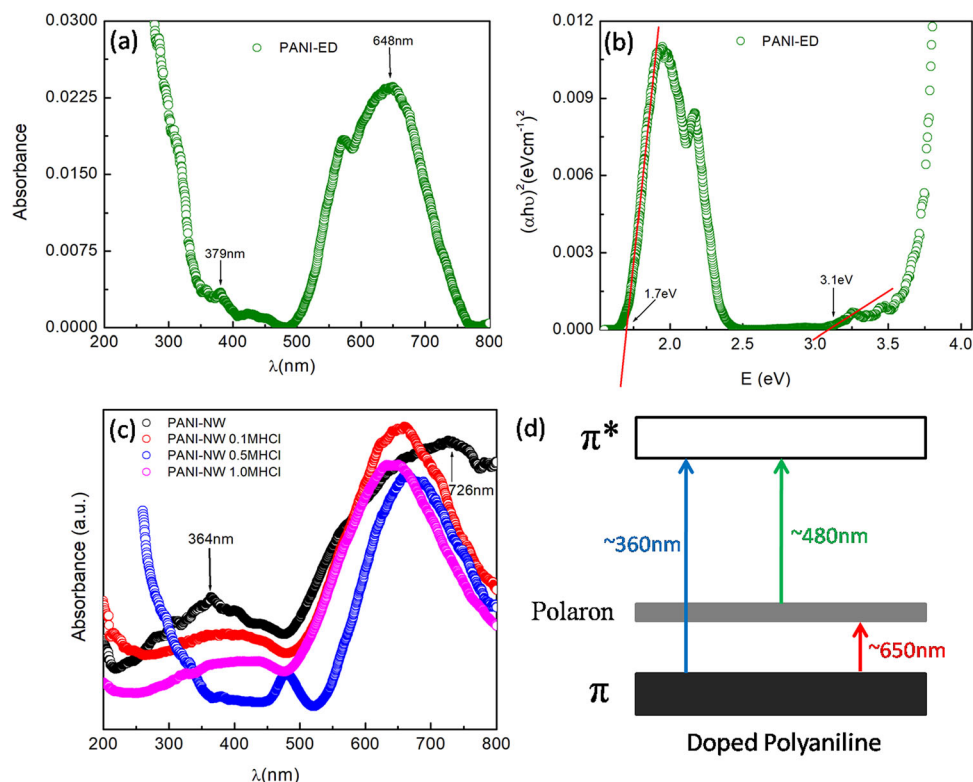 (a)
PANI-ED
648nm
379nm
Absorbance
0.0300
0.0225
0.0150
0.0075
0.0000
200 300 400 500 600 700 800
λ(nm)
(b)
PANI-ED
1.7eV
3.1eV
(αhυ)²(eVcm⁻¹)²
0.012
0.009
0.006
0.003
0.000
2.0 2.5 3.0 3.5 4.0
E (eV)
(c)
PANI-NW
PANI-NW 0.1MHCl
PANI-NW 0.5MHCl
PANI-NW 1.0MHCl
726nm
364nm
Absorbance (a.u.)
200 300 400 500 600 700 800
λ(nm)
(d)
π*
~360nm
~480nm
Polaron
~650nm
π
Doped Polyaniline